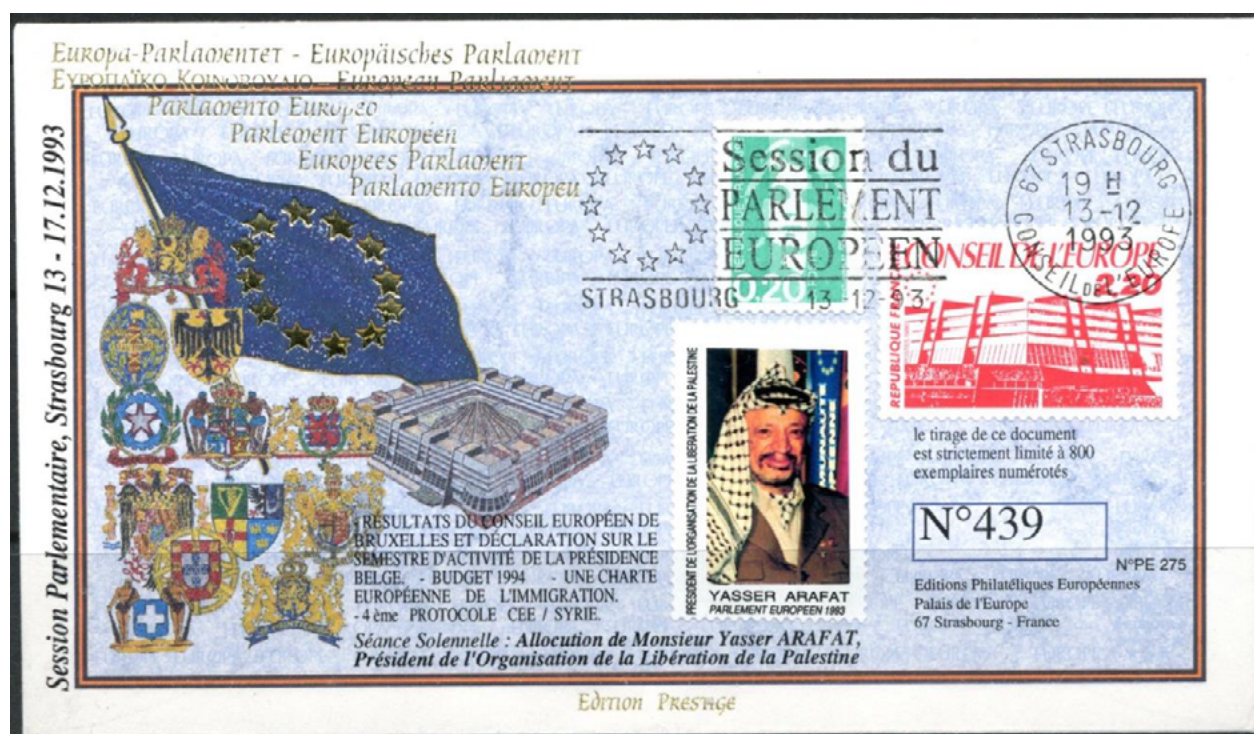 Europa-Parlamentet - Europäisches Parlament
Ευροπαϊκο Κοινοβουλιο - European Parliament
Parlamento Europeo
Parlement Européen
Europees Parlement
Parlamento Europeu
Session Parlementaire, Strasbourg 13 - 17.12.1993
Session du
PARLEMENT
EUROPEEN
STRASBOURG 13-12-93
0,20
67 STRASBOURG
19 H
13-12
1993
CONSEIL DE L'EUROPE
CONSEIL DE L'EUROPE
2,20
REPUBLIQUE FRANÇAISE
PRESIDENT DE L'ORGANISATION DE LA LIBERATION DE LA PALESTINE
YASSER ARAFAT
PARLEMENT EUROPEEN 1993
le tirage de ce document
est strictement limité à 800
exemplaires numérotés
N°439
N°PE 275
Editions Philatéliques Européennes
Palais de l'Europe
67 Strasbourg - France
- RÉSULTATS DU CONSEIL EUROPÉEN DE
BRUXELLES ET DÉCLARATION SUR LE
SEMESTRE D'ACTIVITÉ DE LA PRÉSIDENCE
BELGE. - BUDGET 1994 - UNE CHARTE
EUROPÉENNE DE L'IMMIGRATION.
- 4 ème PROTOCOLE CEE / SYRIE.
Séance Solennelle : Allocution de Monsieur Yasser ARAFAT,
Président de l'Organisation de la Libération de la Palestine
Edition Prestige